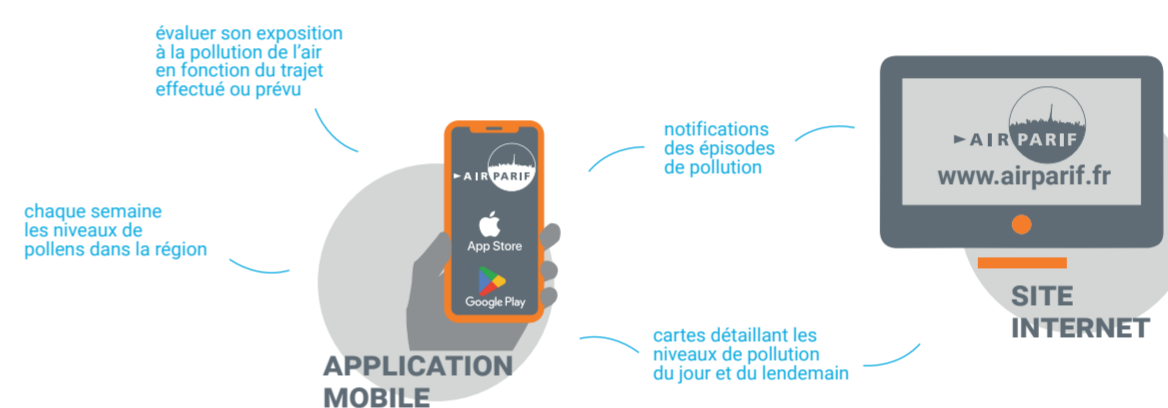 évaluer son exposition
à la pollution de l'air
en fonction du trajet
effectué ou prévu
chaque semaine
les niveaux de
pollens dans la région
AIRPARIF
App Store
Google Play
APPLICATION
MOBILE
notifications
des épisodes
de pollution
cartes détaillant les
niveaux de pollution
du jour et du lendemain
AIRPARIF
www.airparif.fr
SITE
INTERNET